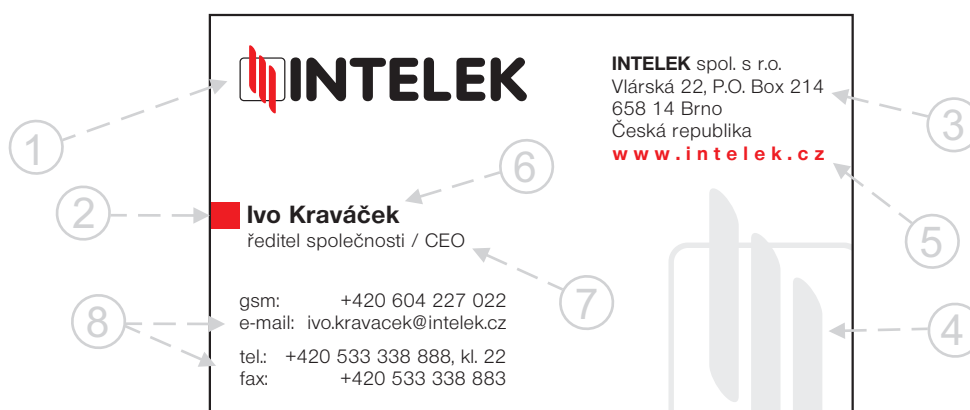 INTELEK
INTELEK spol. s r.o.
Vlárská 22, P.O. Box 214
658 14 Brno
Česká republika
www.intelek.cz
1
3
6
2
Ivo Kraváček
ředitel společnosti / CEO
5
7
gsm: +420 604 227 022
e-mail: ivo.kravacek@intelek.cz
8
4
tel.: +420 533 338 888, kl. 22
fax: +420 533 338 883